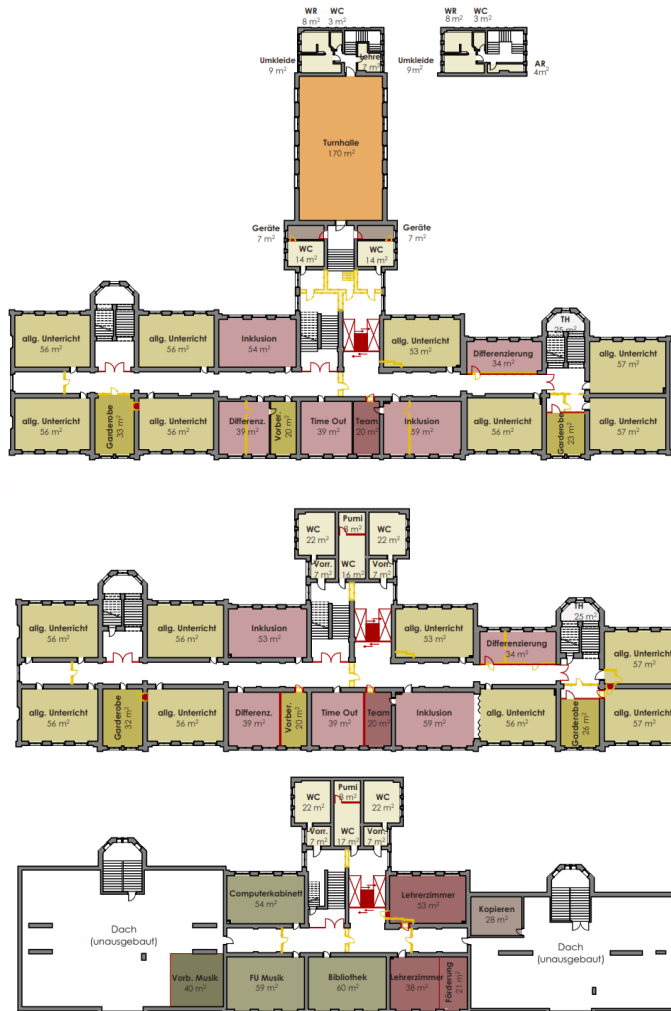 WR
8 m²
WC
3 m²
WR
8 m²
WC
3 m²
Umkleide
9 m²
Lehrer
7 m²
Umkleide
9m²
AR
4m²
Turnhalle
170 m²
Geräte
7 m²
Geräte
7 m²
WC
14 m²
WC
14 m²
allg. Unterricht
56 m²
allg. Unterricht
56 m²
Inklusion
54 m²
allg. Unterricht
53 m²
Differenzierung
34 m²
TH
25 m²
allg. Unterricht
57 m²
allg. Unterricht
56 m²
Garderobe
33 m²
allg. Unterricht
56 m²
Differenz.
39 m²
Vorber.
20 m²
Time Out
39 m²
Team
20 m²
Inklusion
59 m²
allg. Unterricht
56 m²
Garderobe
23 m²
allg. Unterricht
57 m²
WC
22 m²
Pumi
8 m²
WC
22 m²
Vorr.
7 m²
WC
16 m²
Vorr.
7 m²
allg. Unterricht
56 m²
allg. Unterricht
56 m²
Inklusion
53 m²
allg. Unterricht
53 m²
Differenzierung
34 m²
TH
25 m²
allg. Unterricht
57 m²
allg. Unterricht
56 m²
Garderobe
32 m²
allg. Unterricht
56 m²
Differenz.
39 m²
Vorber.
20 m²
Time Out
39 m²
Team
20 m²
Inklusion
59 m²
allg. Unterricht
56 m²
Garderobe
26 m²
allg. Unterricht
57 m²
WC
22 m²
Pumi
8 m²
WC
22 m²
Vorr.
7 m²
WC
17 m²
Vorr.
7 m²
Computerkabinett
54 m²
Lehrerzimmer
53 m²
Kopieren
28 m²
Dach
(unausgebaut)
Dach
(unausgebaut)
Vorb. Musik
40 m²
FU Musik
59 m²
Bibliothek
60 m²
Lehrerzimmer
38 m²
Förderung
21 m²